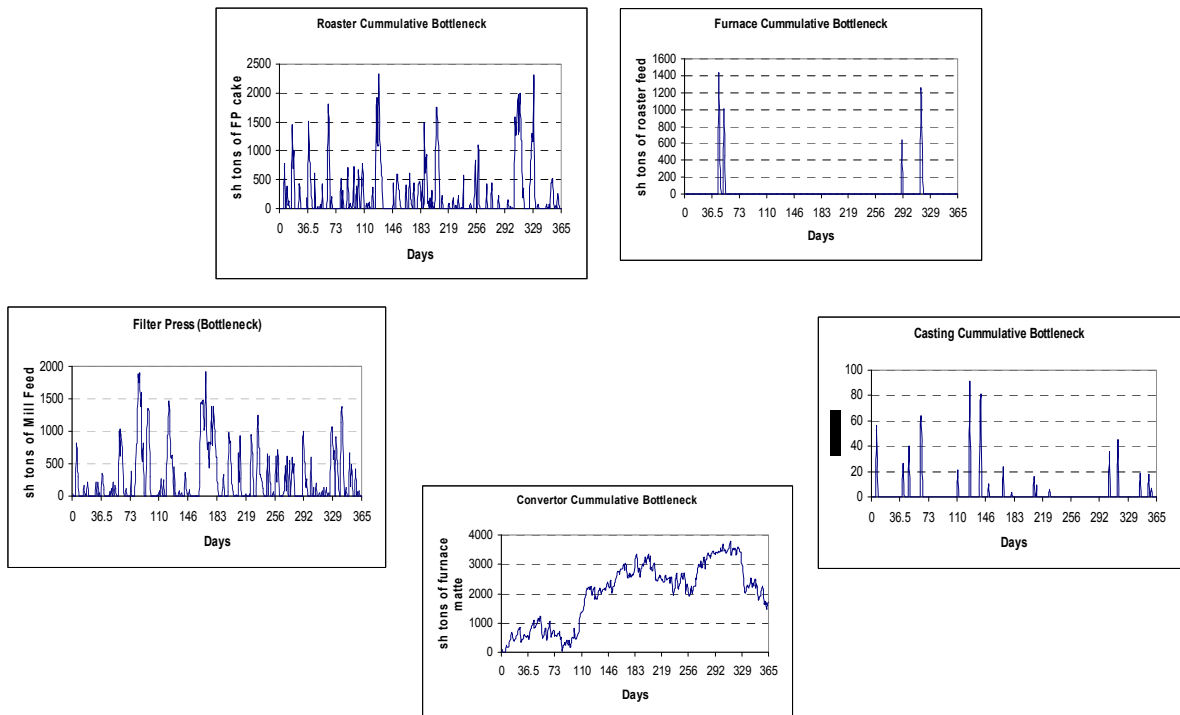 Roaster Cummulative Bottleneck
sh tons of FP cake
2500
2000
1500
1000
500
0
0 36.5 73 110 146 183 219 256 292 329 365
Days
Furnace Cummulative Bottleneck
sh tons of roaster feed
1600
1400
1200
1000
800
600
400
200
0
0 36.5 73 110 146 183 219 256 292 329 365
Days
Filter Press (Bottleneck)
sh tons of Mill Feed
2000
1500
1000
500
0
0 36.5 73 110 146 183 219 256 292 329 365
Days
Casting Cummulative Bottleneck
100
80
60
40
20
0
0 36.5 73 110 146 183 219 256 292 329 365
Days
Convertor Cummulative Bottleneck
sh tons of furnace
matte
4000
3000
2000
1000
0
0 36.5 73 110 146 183 219 256 292 329 365
Days